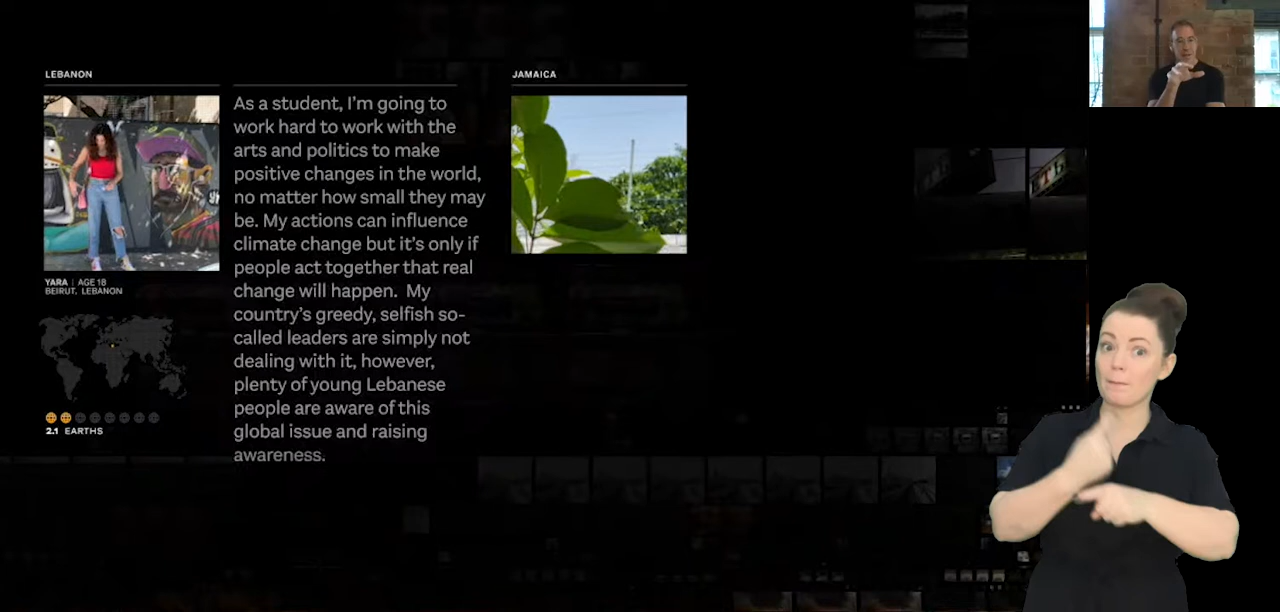 LEBANON
As a student, I'm going to
work hard to work with the
arts and politics to make
positive changes in the world,
no matter how small they may
be. My actions can influence
climate change but it's only if
people act together that real
change will happen.  My
country's greedy, selfish so-
called leaders are simply not
dealing with it, however,
plenty of young Lebanese
people are aware of this
global issue and raising
awareness.
YARA | AGE 18
BEIRUT, LEBANON
2.1 EARTHS
JAMAICA